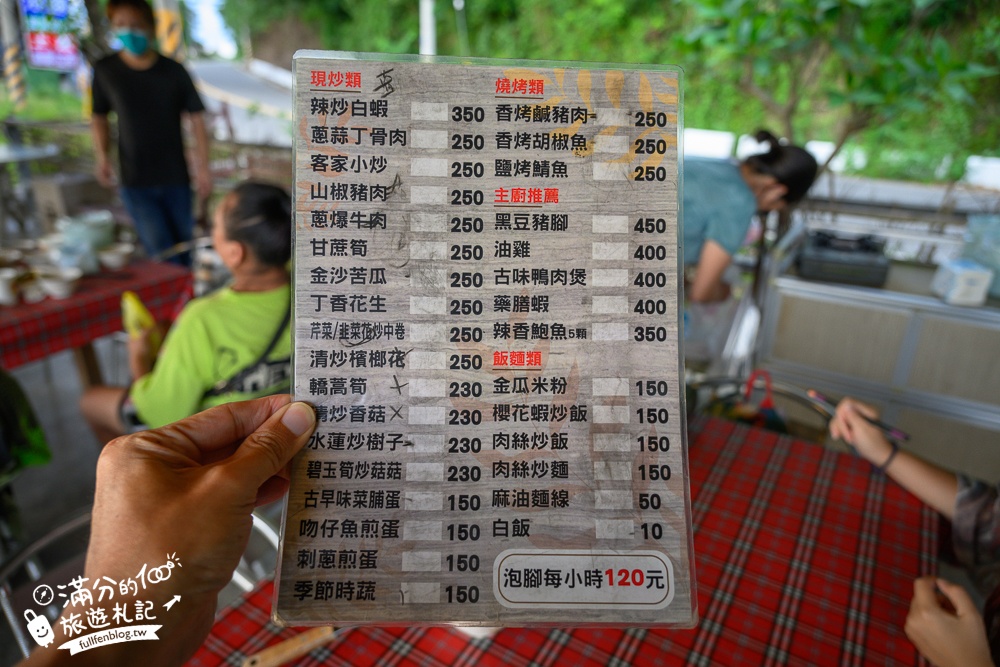 現炒類
辣炒白蝦 350
蔥蒜丁骨肉 250
客家小炒 250
山椒豬肉 250
蔥爆牛肉 250
甘蔗筍 250
金沙苦瓜 250
丁香花生 250
芹菜/韭菜花炒中卷 250
清炒檳榔花 250
轎篙筍 230
清炒香菇 230
水蓮炒樹子 230
碧玉筍炒菇菇 230
古早味菜脯蛋 150
吻仔魚煎蛋 150
刺蔥煎蛋 150
季節時蔬 150
燒烤類
香烤鹹豬肉 250
香烤胡椒魚 250
鹽烤鯖魚 250
主廚推薦
黑豆豬腳 450
油雞 400
古味鴨肉煲 400
藥膳蝦 400
辣香鮑魚5顆 350
飯麵類
金瓜米粉 150
櫻花蝦炒飯 150
肉絲炒飯 150
肉絲炒麵 150
麻油麵線 50
白飯 10
泡腳每小時120元
滿分的100
旅遊札記
fullfenblog.tw